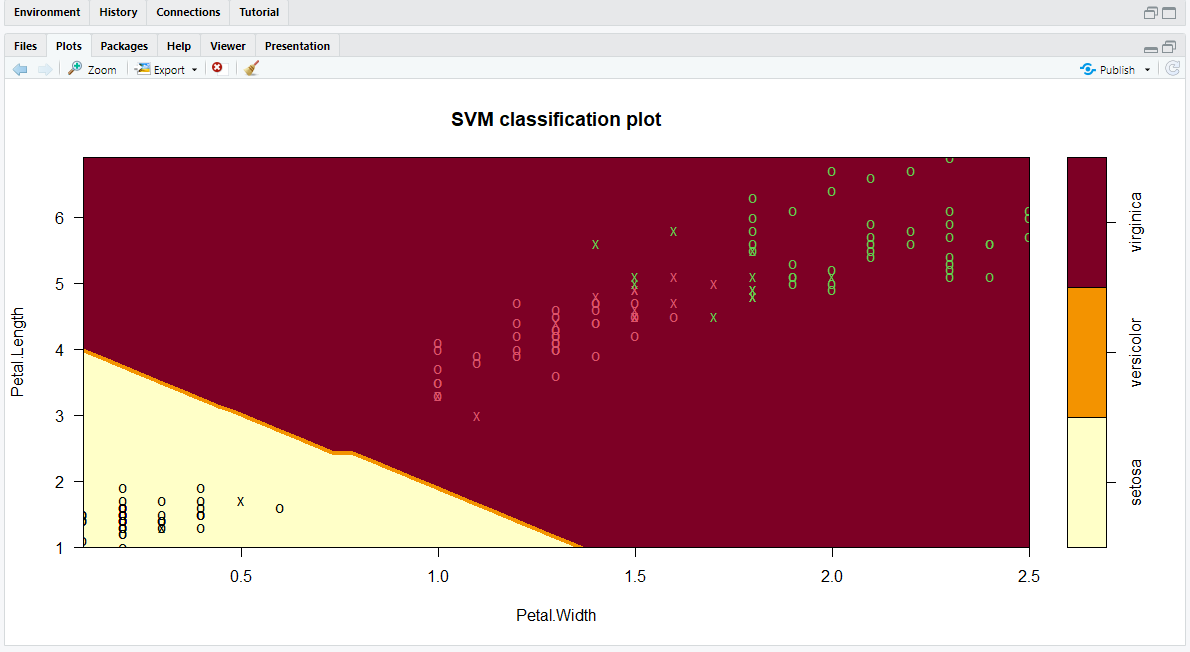 Environment History Connections Tutorial
Files Plots Packages Help Viewer Presentation
Zoom Export Publish
SVM classification plot
Petal.Length
6
5
4
3
2
1
0.5 1.0 1.5 2.0 2.5
Petal.Width
virginica
versicolor
setosa